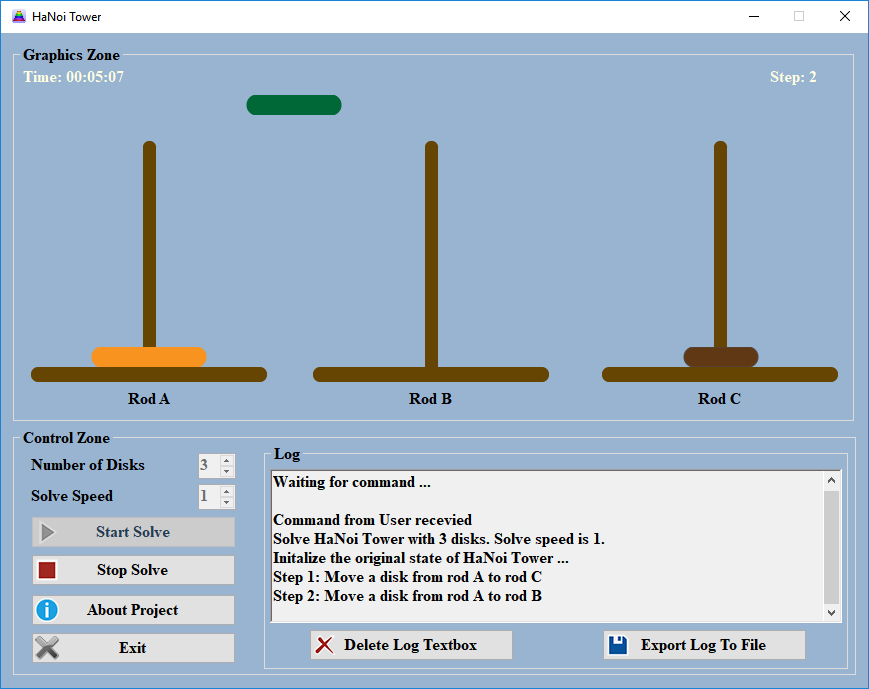 HaNoi Tower
Graphics Zone
Time: 00:05:07
Step: 2
Rod A
Rod B
Rod C
Control Zone
Number of Disks
3
Solve Speed
1
Start Solve
Stop Solve
About Project
Exit
Log
Waiting for command ...
Command from User recevied
Solve HaNoi Tower with 3 disks. Solve speed is 1.
Initalize the original state of HaNoi Tower ...
Step 1: Move a disk from rod A to rod C
Step 2: Move a disk from rod A to rod B
Delete Log Textbox
Export Log To File